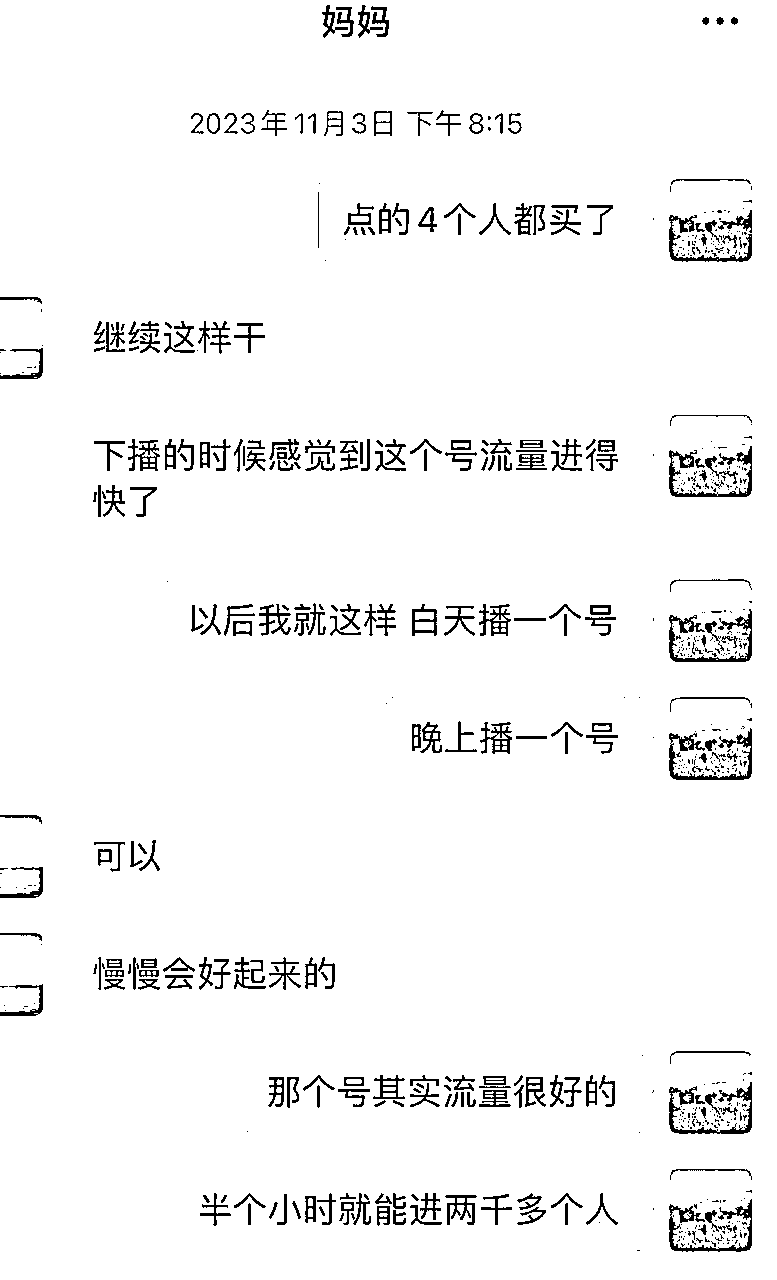 妈妈
2023年11月3日 下午8:15
点的4个人都买了
继续这样干
下播的时候感觉到这个号流量进得
快了
以后我就这样 白天播一个号
晚上播一个号
可以
慢慢会好起来的
那个号其实流量很好的
半个小时就能进两千多个人